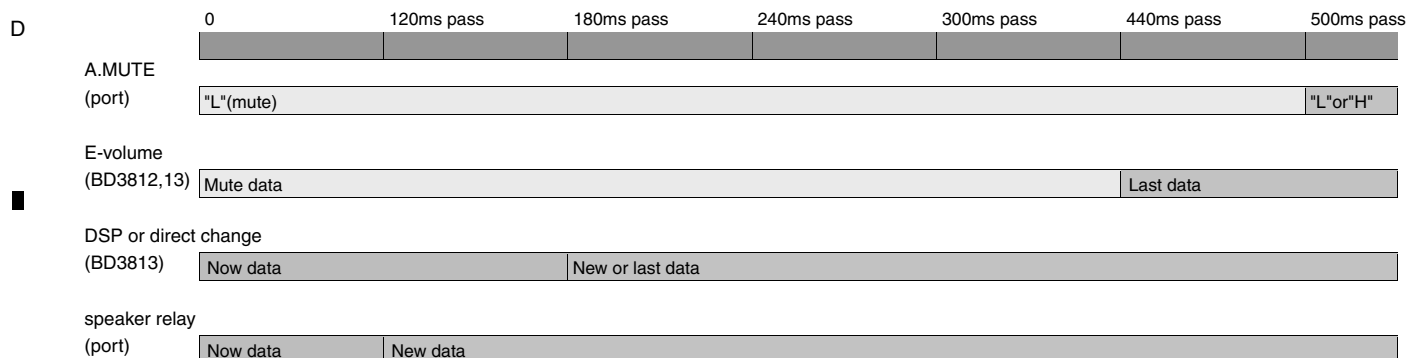 D
0 120ms pass 180ms pass 240ms pass 300ms pass 440ms pass 500ms pass
A.MUTE
(port) "L"(mute) "L"or"H"
E-volume
(BD3812,13) Mute data Last data
DSP or direct change
(BD3813) Now data New or last data
speaker relay
(port) Now data New data